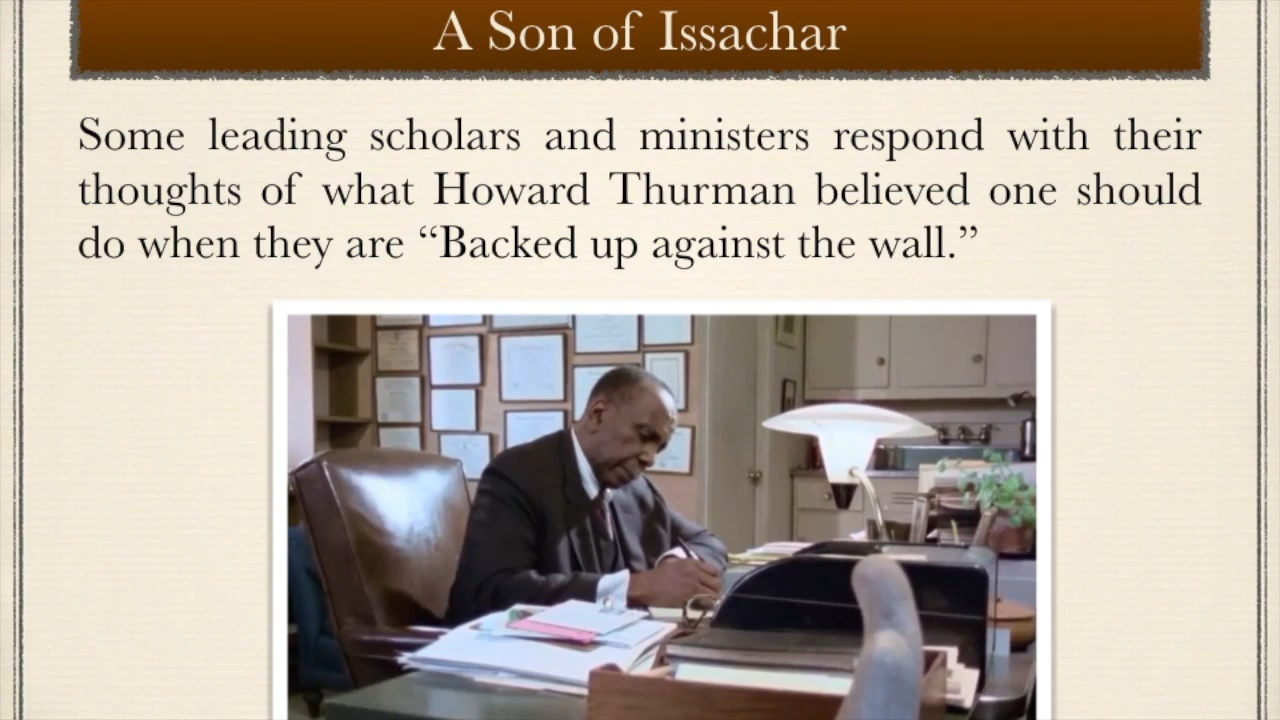 A Son of Issachar
Some leading scholars and ministers respond with their
thoughts of what Howard Thurman believed one should
do when they are “Backed up against the wall.”